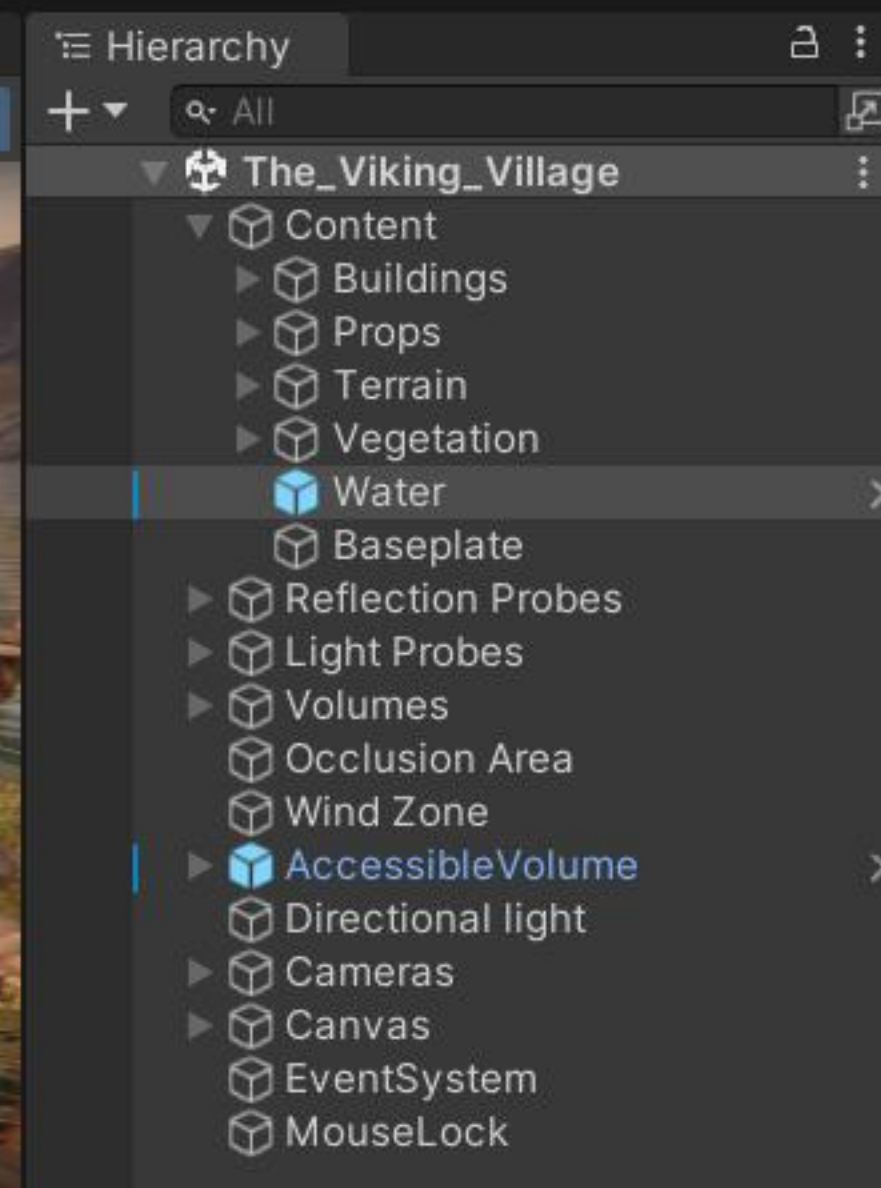 Hierarchy
All
The_Viking_Village
Content
Buildings
Props
Terrain
Vegetation
Water
Baseplate
Reflection Probes
Light Probes
Volumes
Occlusion Area
Wind Zone
AccessibleVolume
Directional light
Cameras
Canvas
EventSystem
MouseLock